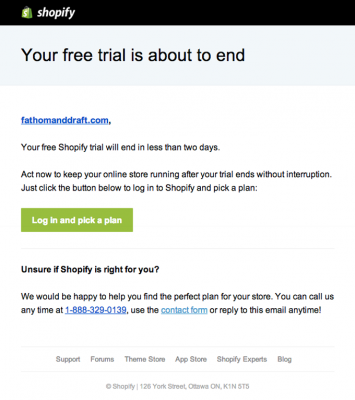 shopify
Your free trial is about to end
fathomanddraft.com,
Your free Shopify trial will end in less than two days.
Act now to keep your online store running after your trial ends without interruption.
Just click the button below to log in to Shopify and pick a plan:
Log in and pick a plan
Unsure if Shopify is right for you?
We would be happy to help you find the perfect plan for your store. You can call us
any time at 1-888-329-0139, use the contact form or reply to this email anytime!
Support Forums Theme Store App Store Shopify Experts Blog
© Shopify | 126 York Street, Ottawa ON, K1N 5T5